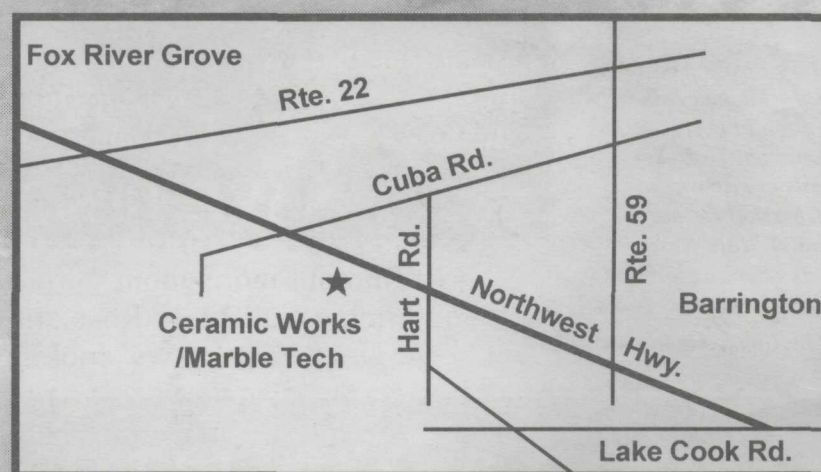 Fox River Grove
Rte. 22
Cuba Rd.
Rte. 59
Hart Rd.
Northwest Hwy.
Barrington
Ceramic Works
/Marble Tech
Lake Cook Rd.